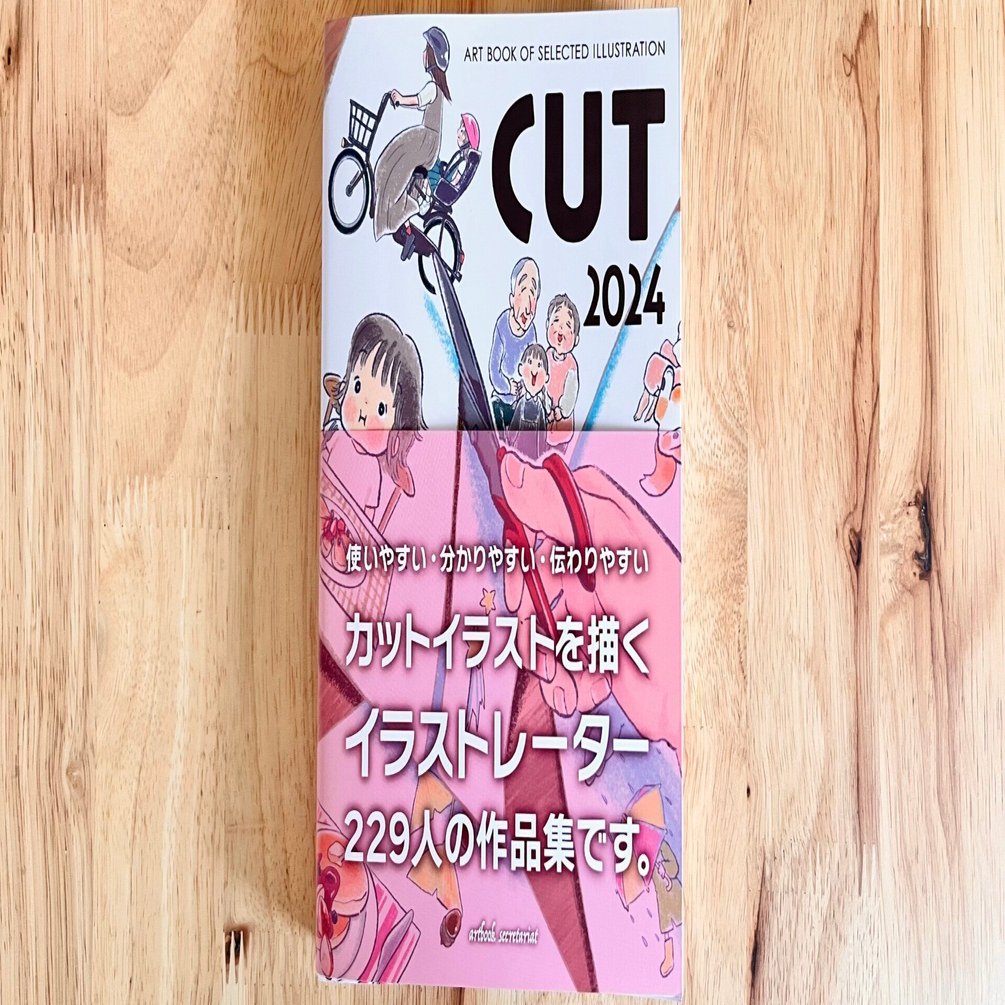 ART BOOK OF SELECTED ILLUSTRATION
CUT
2024
使いやすい・分かりやすい・伝わりやすい
カットイラストを描く
イラストレーター
229人の作品集です。
artbook secretariat